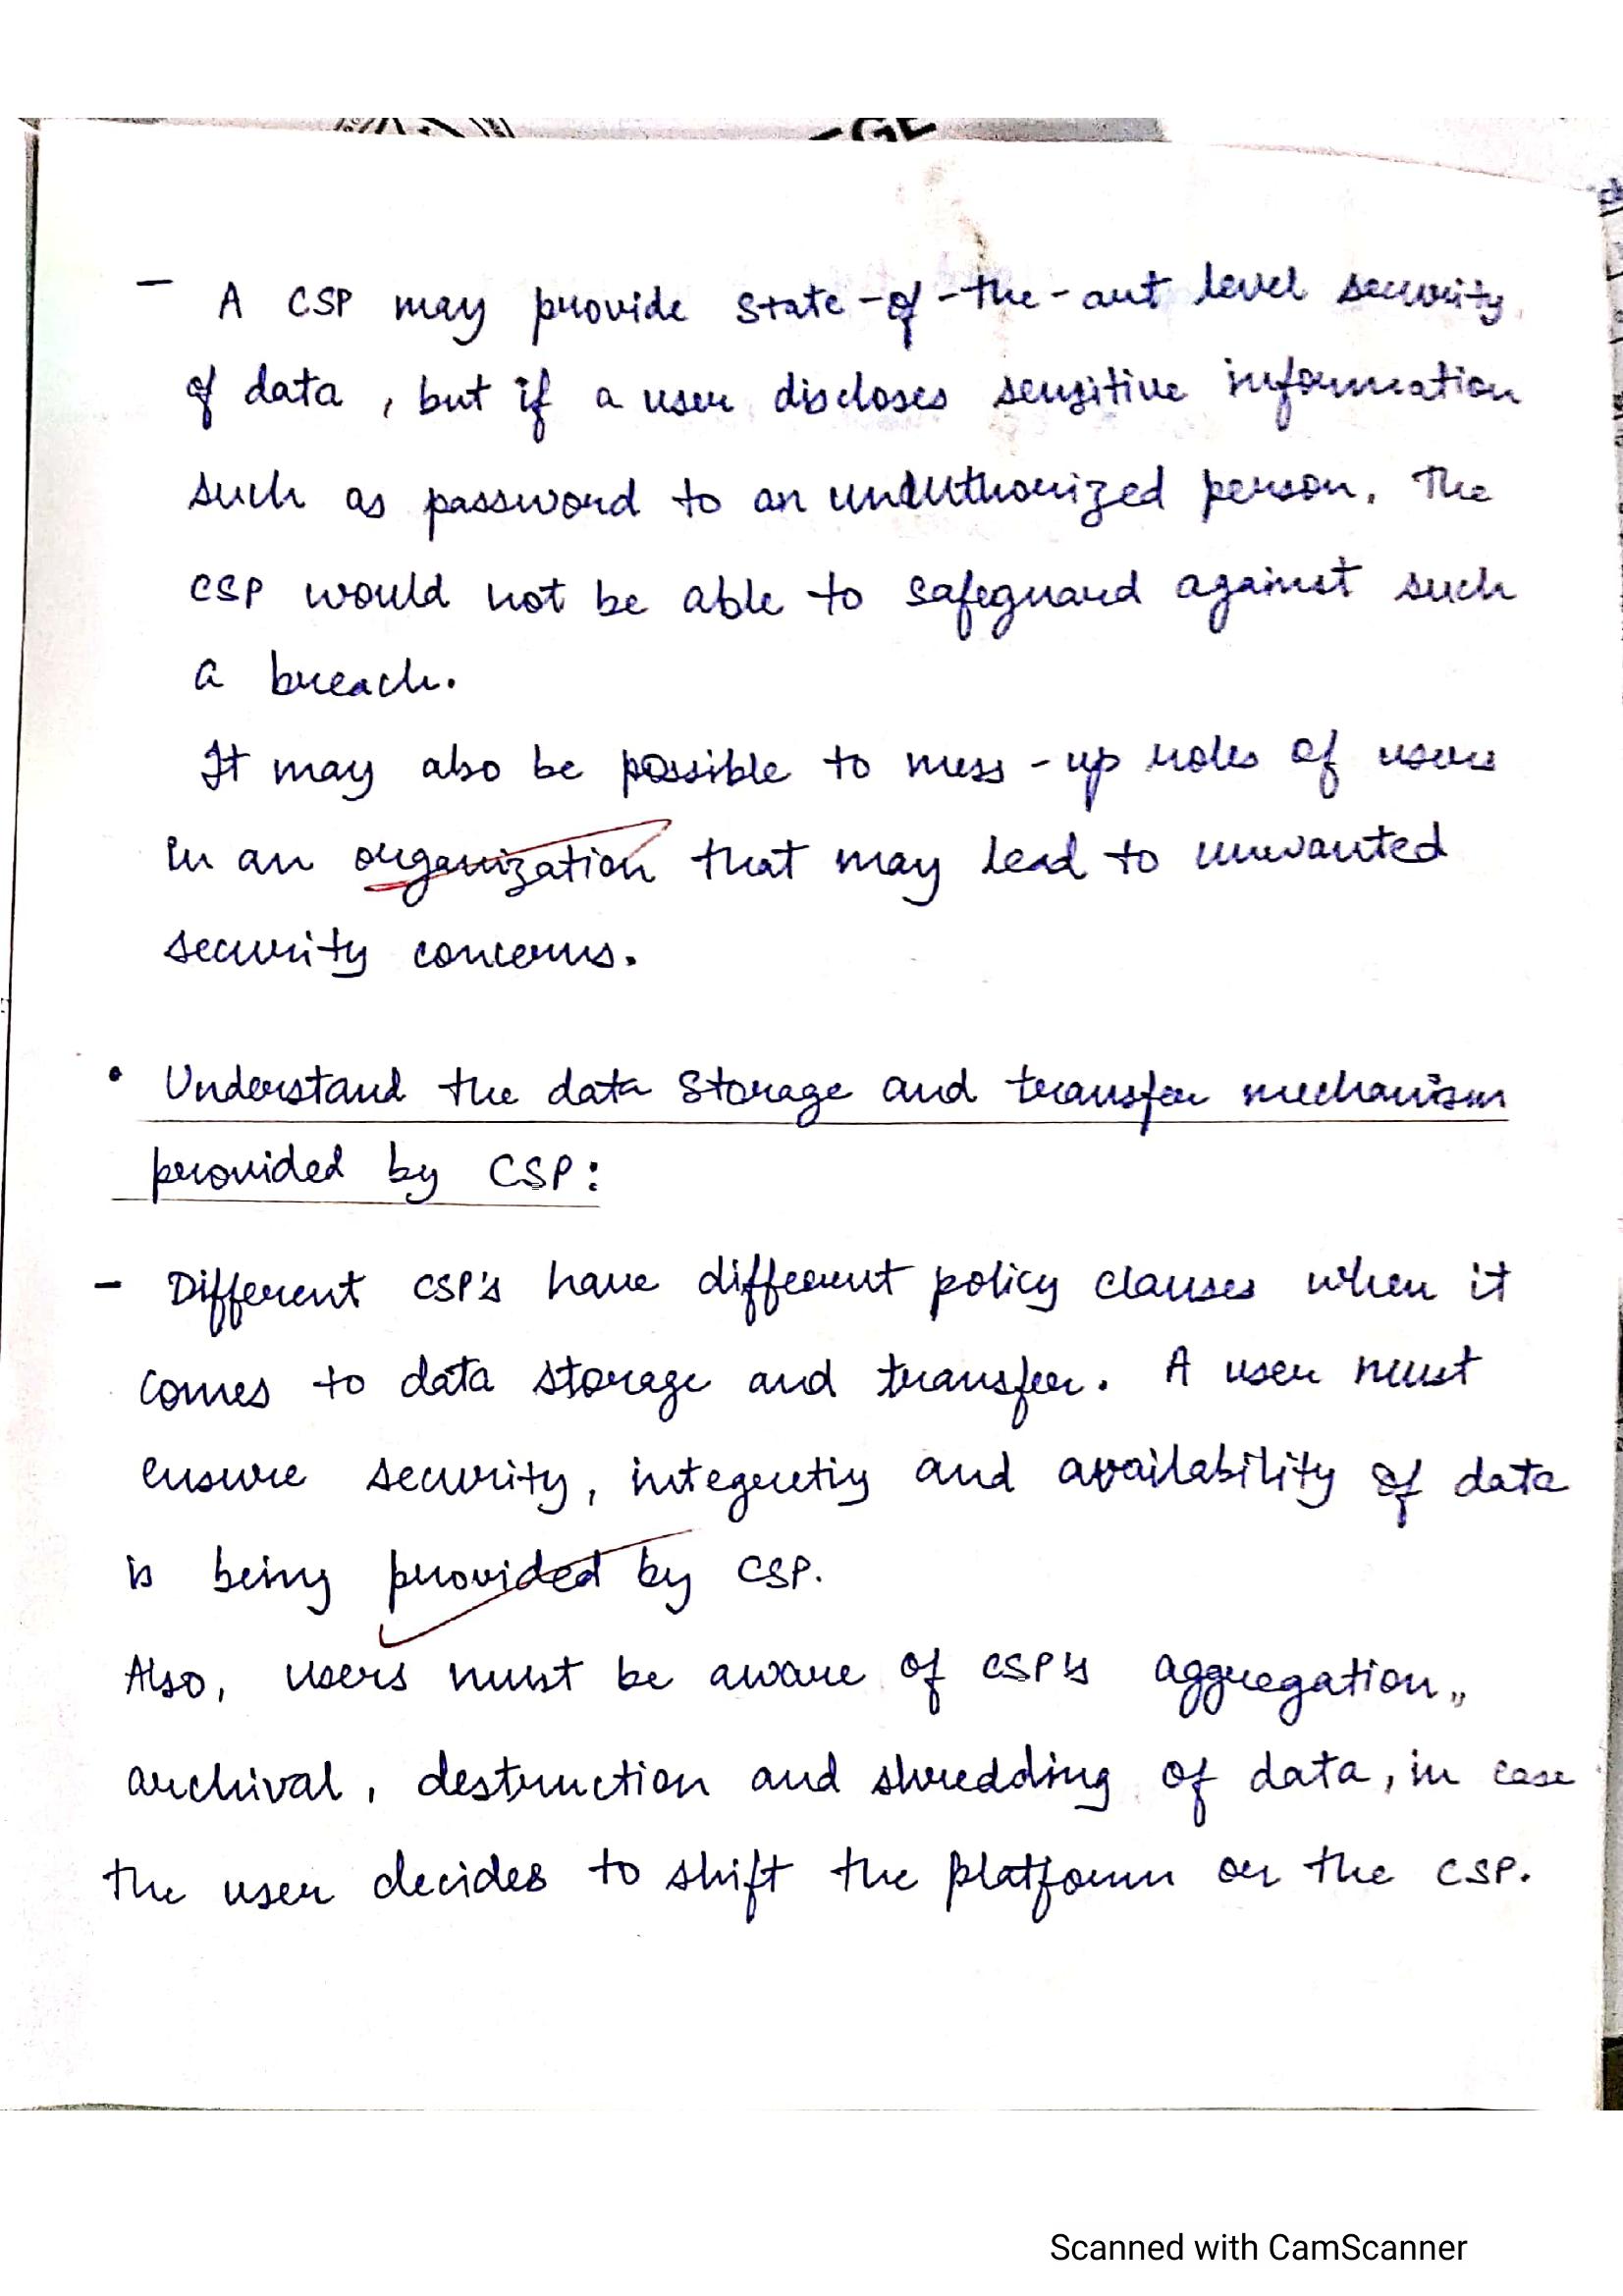 - A CSP may provide state-of-the-art level security
of data, but if a user discloses sensitive information
such as password to an unauthorized person. The
CSP would not be able to safeguard against such
a breach.
It may also be possible to mess-up roles of users
in an organization that may lead to unwanted
security concerns.
• Understand the data storage and transfer mechanism
provided by CSP:
- Different CSP's have different policy clauses when it
comes to data storage and transfer. A user must
ensure security, integretiy and availability of data
is being provided by CSP.
Also, users must be aware of CSP's aggregation,,
archival, destruction and shredding of data, in case
the user decides to shift the platform or the CSP.
Scanned with CamScanner